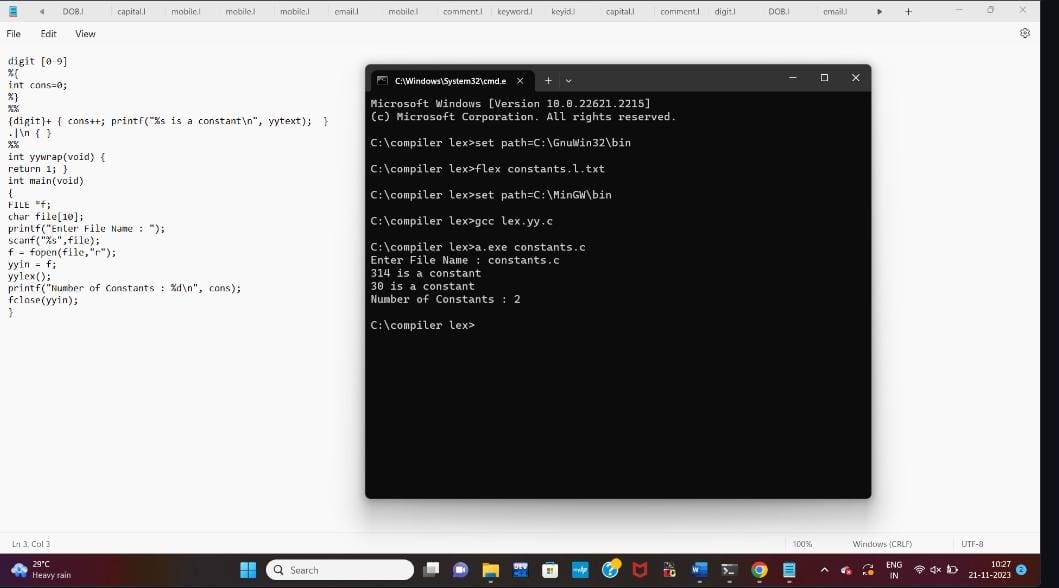 DOB.l capital.l mobile.l mobile.l mobile.l email.l mobile.l comment.l keyword.l keyid.l capital.l comment.l digit.l DOB.l email.l
File Edit View
digit [0-9]
%{
int cons=0;
%}
%%
{digit}+ { cons++; printf("%s is a constant\n", yytext); }
.|\n { }
%%
int yywrap(void) {
return 1; }
int main(void)
{
FILE *f;
char file[10];
printf("Enter File Name : ");
scanf("%s",file);
f = fopen(file,"r");
yyin = f;
yylex();
printf("Number of Constants : %d\n", cons);
fclose(yyin);
}
C:\Windows\System32\cmd.e
Microsoft Windows [Version 10.0.22621.2215]
(c) Microsoft Corporation. All rights reserved.
C:\compiler lex>set path=C:\GnuWin32\bin
C:\compiler lex>flex constants.l.txt
C:\compiler lex>set path=C:\MinGW\bin
C:\compiler lex>gcc lex.yy.c
C:\compiler lex>a.exe constants.c
Enter File Name : constants.c
314 is a constant
30 is a constant
Number of Constants : 2
C:\compiler lex>
Ln 3, Col 3 100% Windows (CRLF) UTF-8
29°C
Heavy rain
Search
ENG
IN
10:27
21-11-2023
2